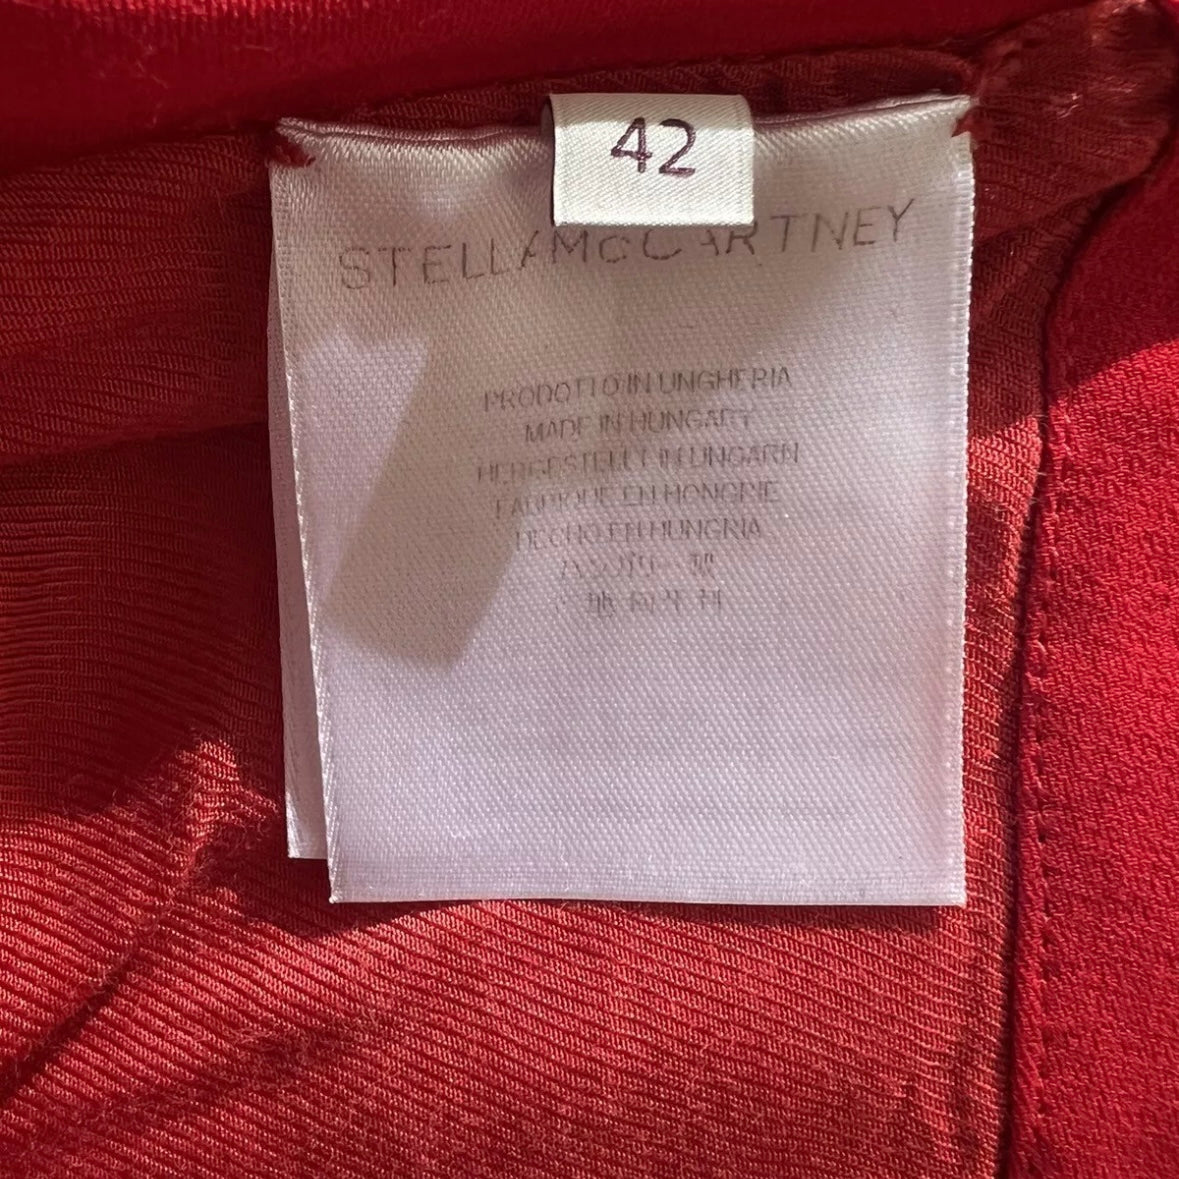 42
STELLAMcCARTNEY
PRODOTTO IN UNGHERIA
MADE IN HUNGARY
HERGESTELLT IN UNGARN
FABRIQUE EN HONGRIE
HECHO EN HUNGRIA